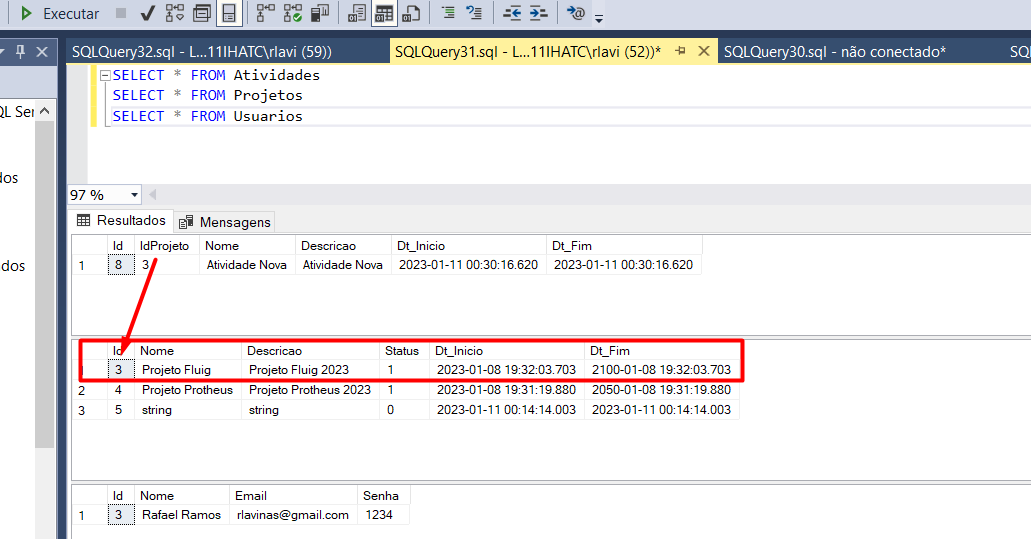 Executar
SQLQuery32.sql - L...11IHATC\rlavi (59))
SQLQuery31.sql - L...11IHATC\rlavi (52))*
SQLQuery30.sql - não conectado*
SQ
SELECT * FROM Atividades
SELECT * FROM Projetos
SELECT * FROM Usuarios
QL Ser
dos
dos
97 %
Resultados Mensagens
Id IdProjeto Nome Descricao Dt_Inicio Dt_Fim
1 8 3 Atividade Nova Atividade Nova 2023-01-11 00:30:16.620 2023-01-11 00:30:16.620
Id Nome Descricao Status Dt_Inicio Dt_Fim
3 Projeto Fluig Projeto Fluig 2023 1 2023-01-08 19:32:03.703 2100-01-08 19:32:03.703
2 4 Projeto Protheus Projeto Protheus 2023 1 2023-01-08 19:31:19.880 2050-01-08 19:31:19.880
3 5 string string 0 2023-01-11 00:14:14.003 2023-01-11 00:14:14.003
Id Nome Email Senha
1 3 Rafael Ramos rlavinas@gmail.com 1234